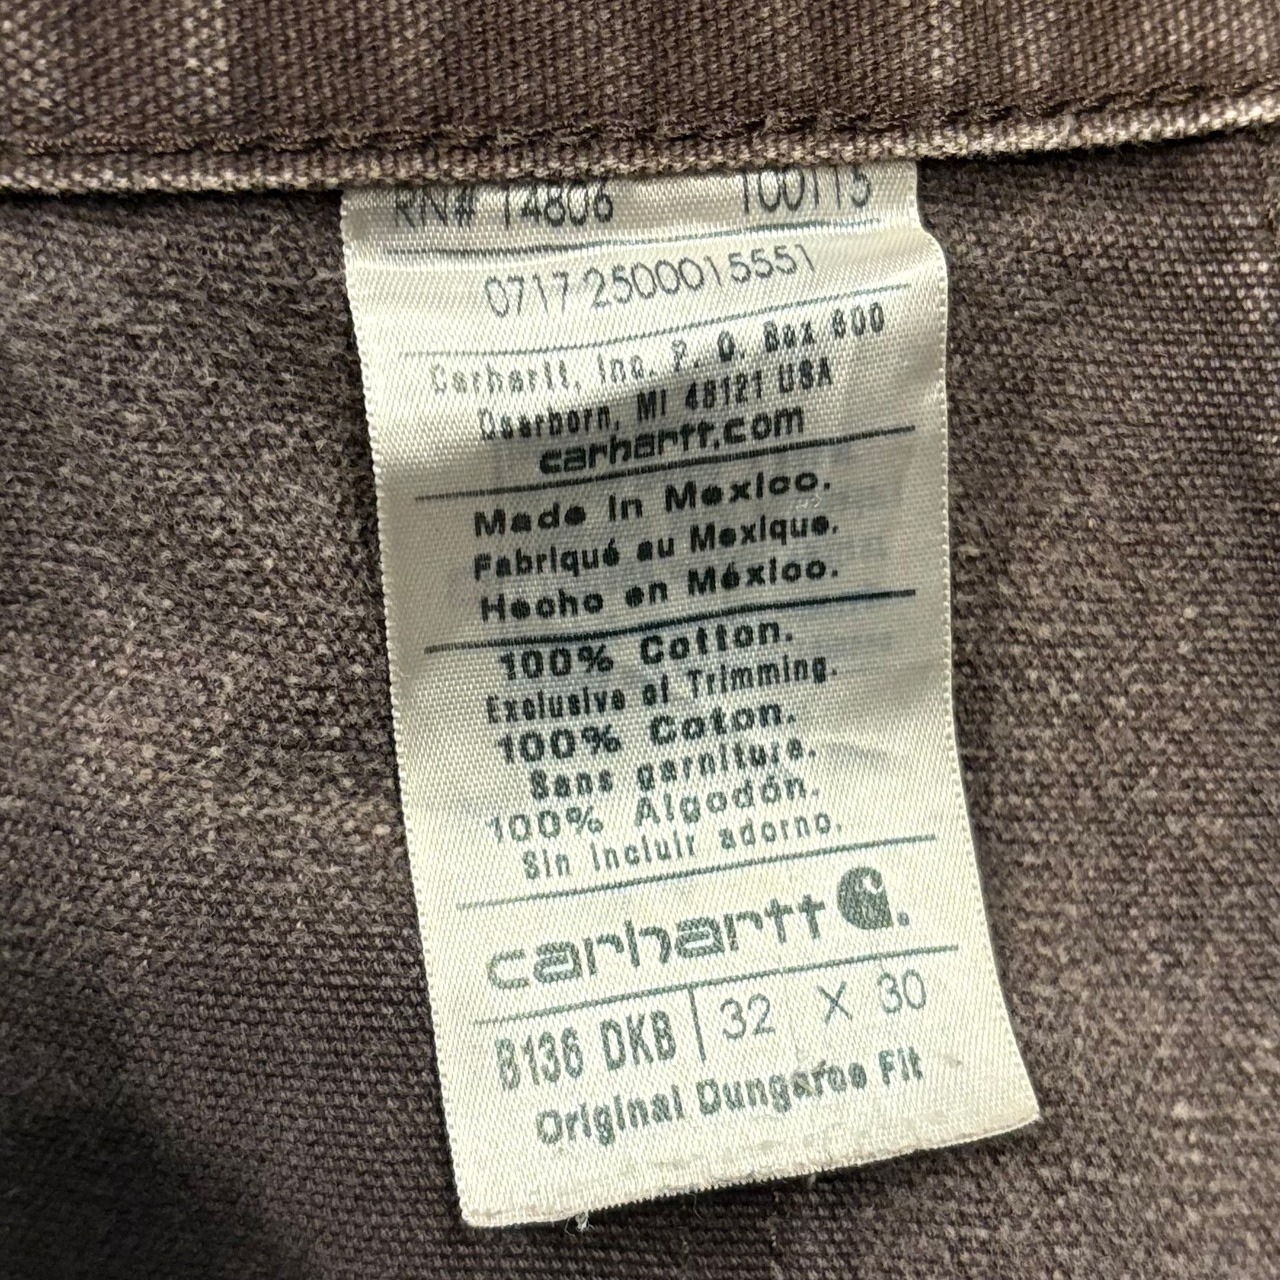 RN# 14806 100115
0717 2500015551
Carhartt, Inc. P. O. Box 600
Dearborn, MI 48121 USA
carhartt.com
Made in Mexico.
Fabriqué au Mexique.
Hecho en México.
100% Cotton.
Exclusive of Trimming.
100% Coton.
Sans garniture.
100% Algodón.
Sin incluir adorno.
carhartt
B136 DKB 32 X 30
Original Dungaree Fit